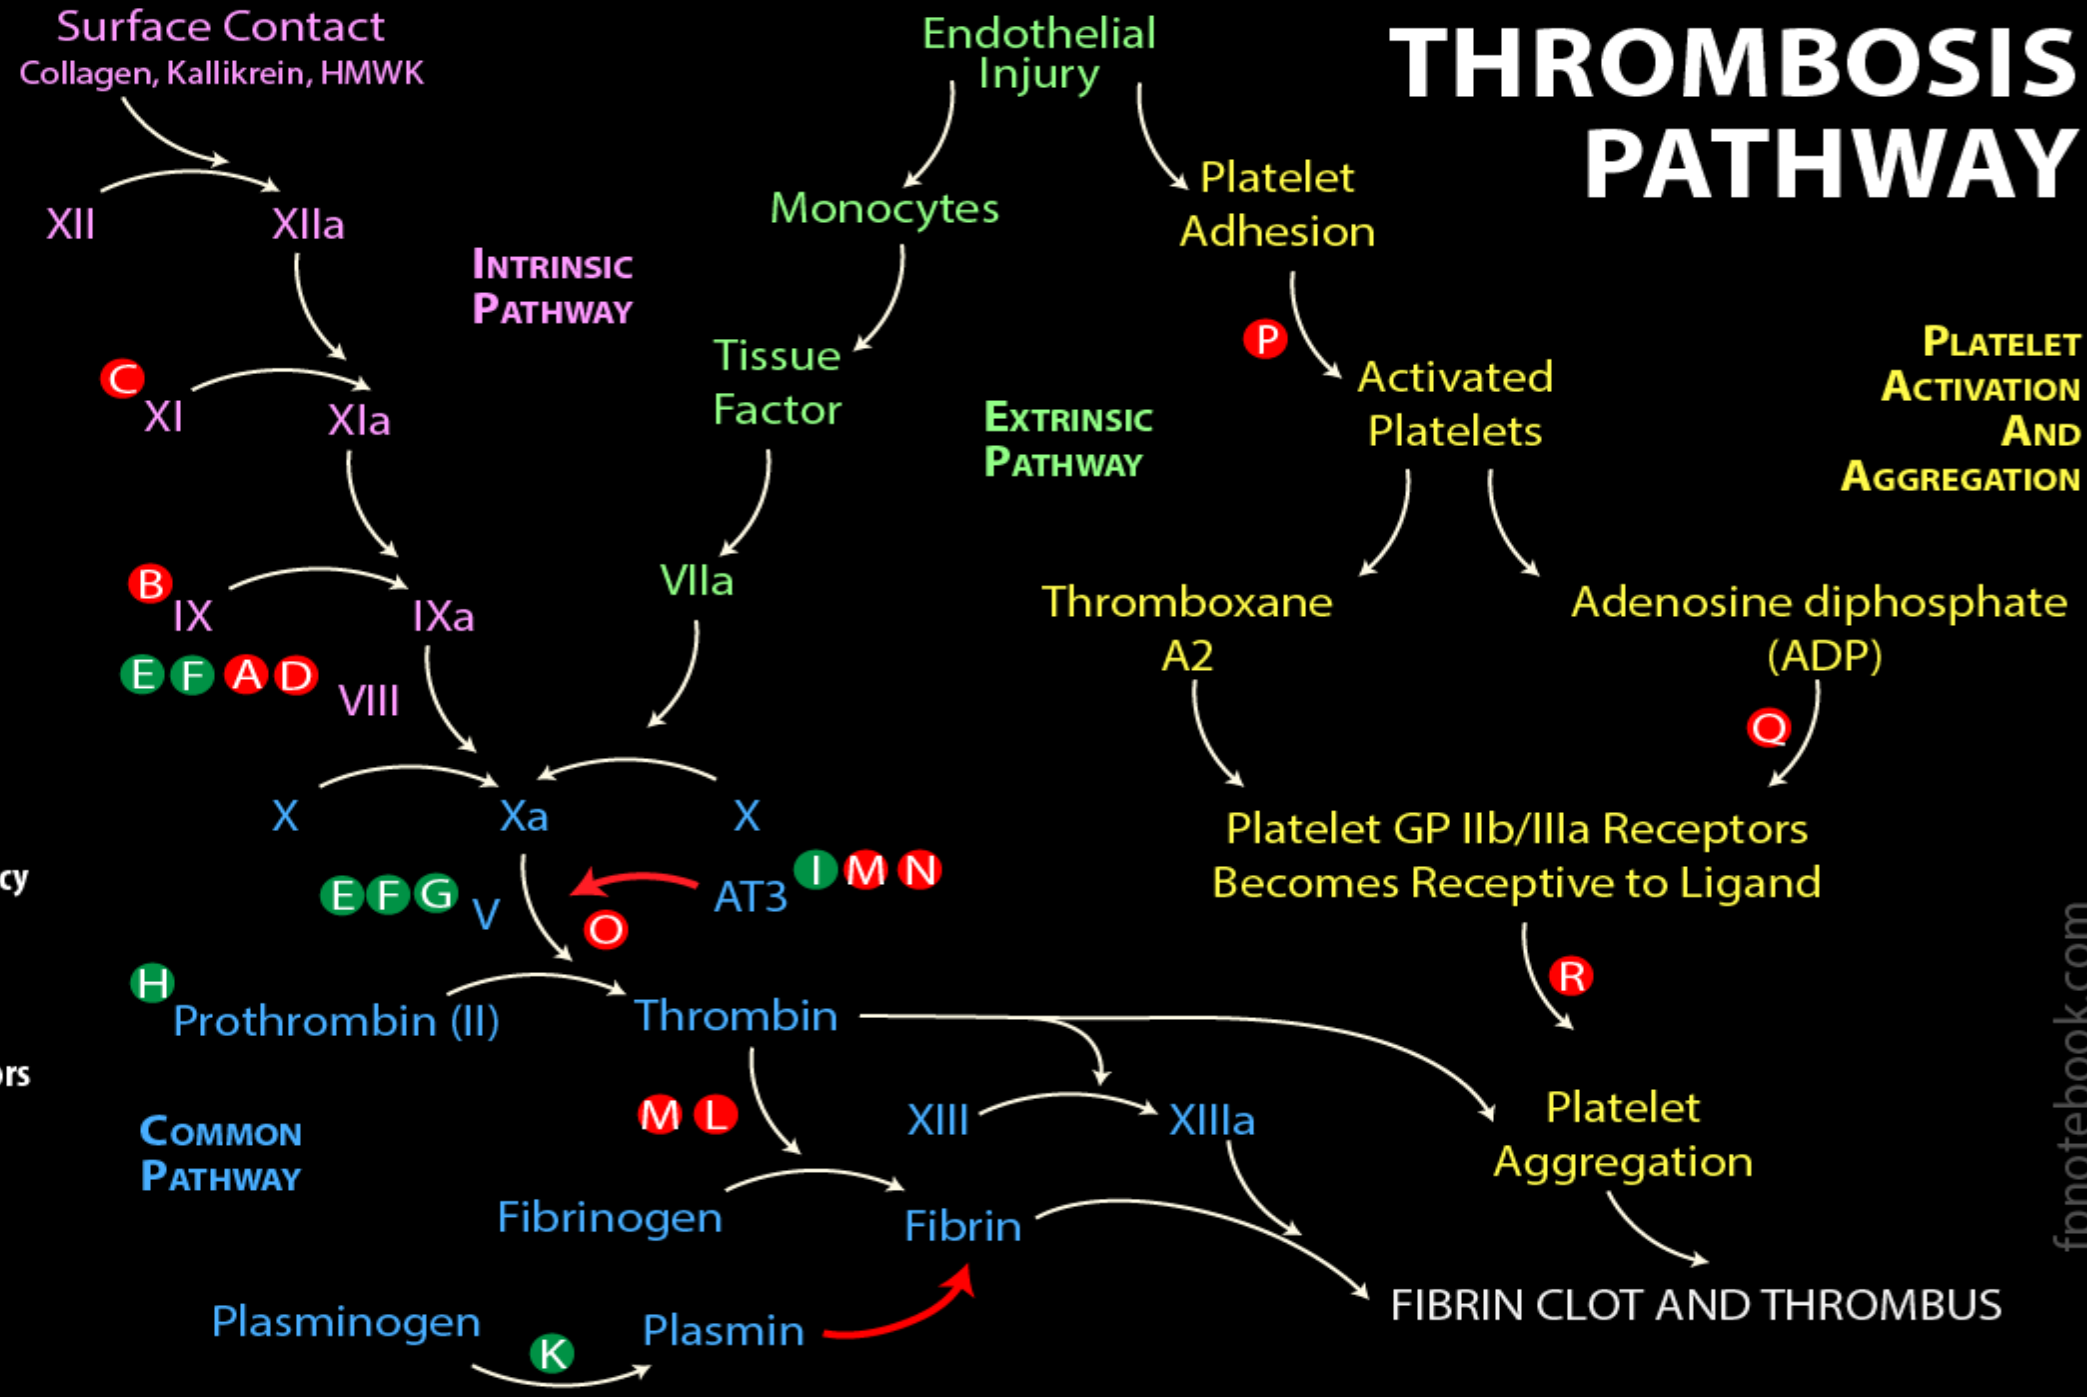 Surface Contact
Collagen, Kallikrein, HMWK
Endothelial
Injury
THROMBOSIS
PATHWAY
XII
XIIa
Monocytes
Platelet
Adhesion
INTRINSIC
PATHWAY
P
C
XI
XIa
Tissue
Factor
EXTRINSIC
PATHWAY
Activated
Platelets
PLATELET
ACTIVATION
AND
AGGREGATION
B
IX
IXa
VIIa
Thromboxane
A2
Adenosine diphosphate
(ADP)
E F A D VIII
Q
X
Xa
X
Platelet GP IIb/IIIa Receptors
Becomes Receptive to Ligand
cy
E F G V
AT3 I M N
O
R
H
Prothrombin (II)
Thrombin
ors
COMMON
PATHWAY
M L
XIII
XIIIa
Platelet
Aggregation
Fibrinogen
Fibrin
Plasminogen
K
Plasmin
FIBRIN CLOT AND THROMBUS
fpnotebook.com